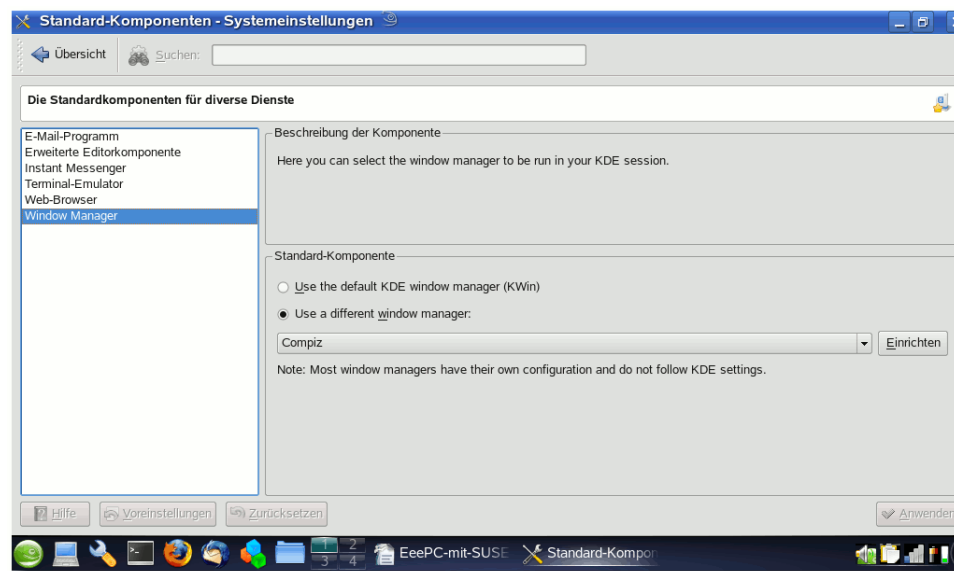 Standard-Komponenten - Systemeinstellungen
Übersicht
Suchen:
Die Standardkomponenten für diverse Dienste
E-Mail-Programm
Erweiterte Editorkomponente
Instant Messenger
Terminal-Emulator
Web-Browser
Window Manager
Beschreibung der Komponente
Here you can select the window manager to be run in your KDE session.
Standard-Komponente
Use the default KDE window manager (KWin)
Use a different window manager:
Compiz
Einrichten
Note: Most window managers have their own configuration and do not follow KDE settings.
Hilfe
Voreinstellungen
Zurücksetzen
Anwenden
1 2
3 4
EeePC-mit-SUSE
Standard-Kompon